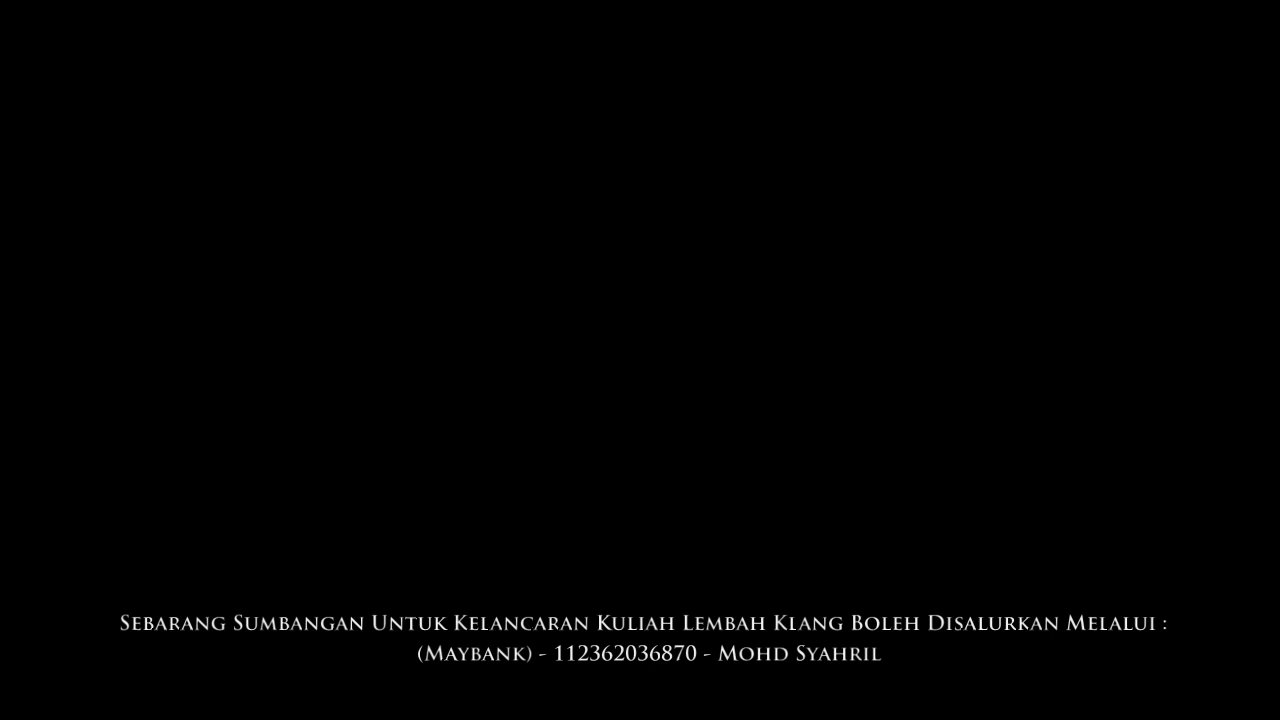 Sebarang Sumbangan Untuk Kelancaran Kuliah Lembah Klang Boleh Disalurkan Melalui :
(Maybank) - 112362036870 - Mohd Syahril